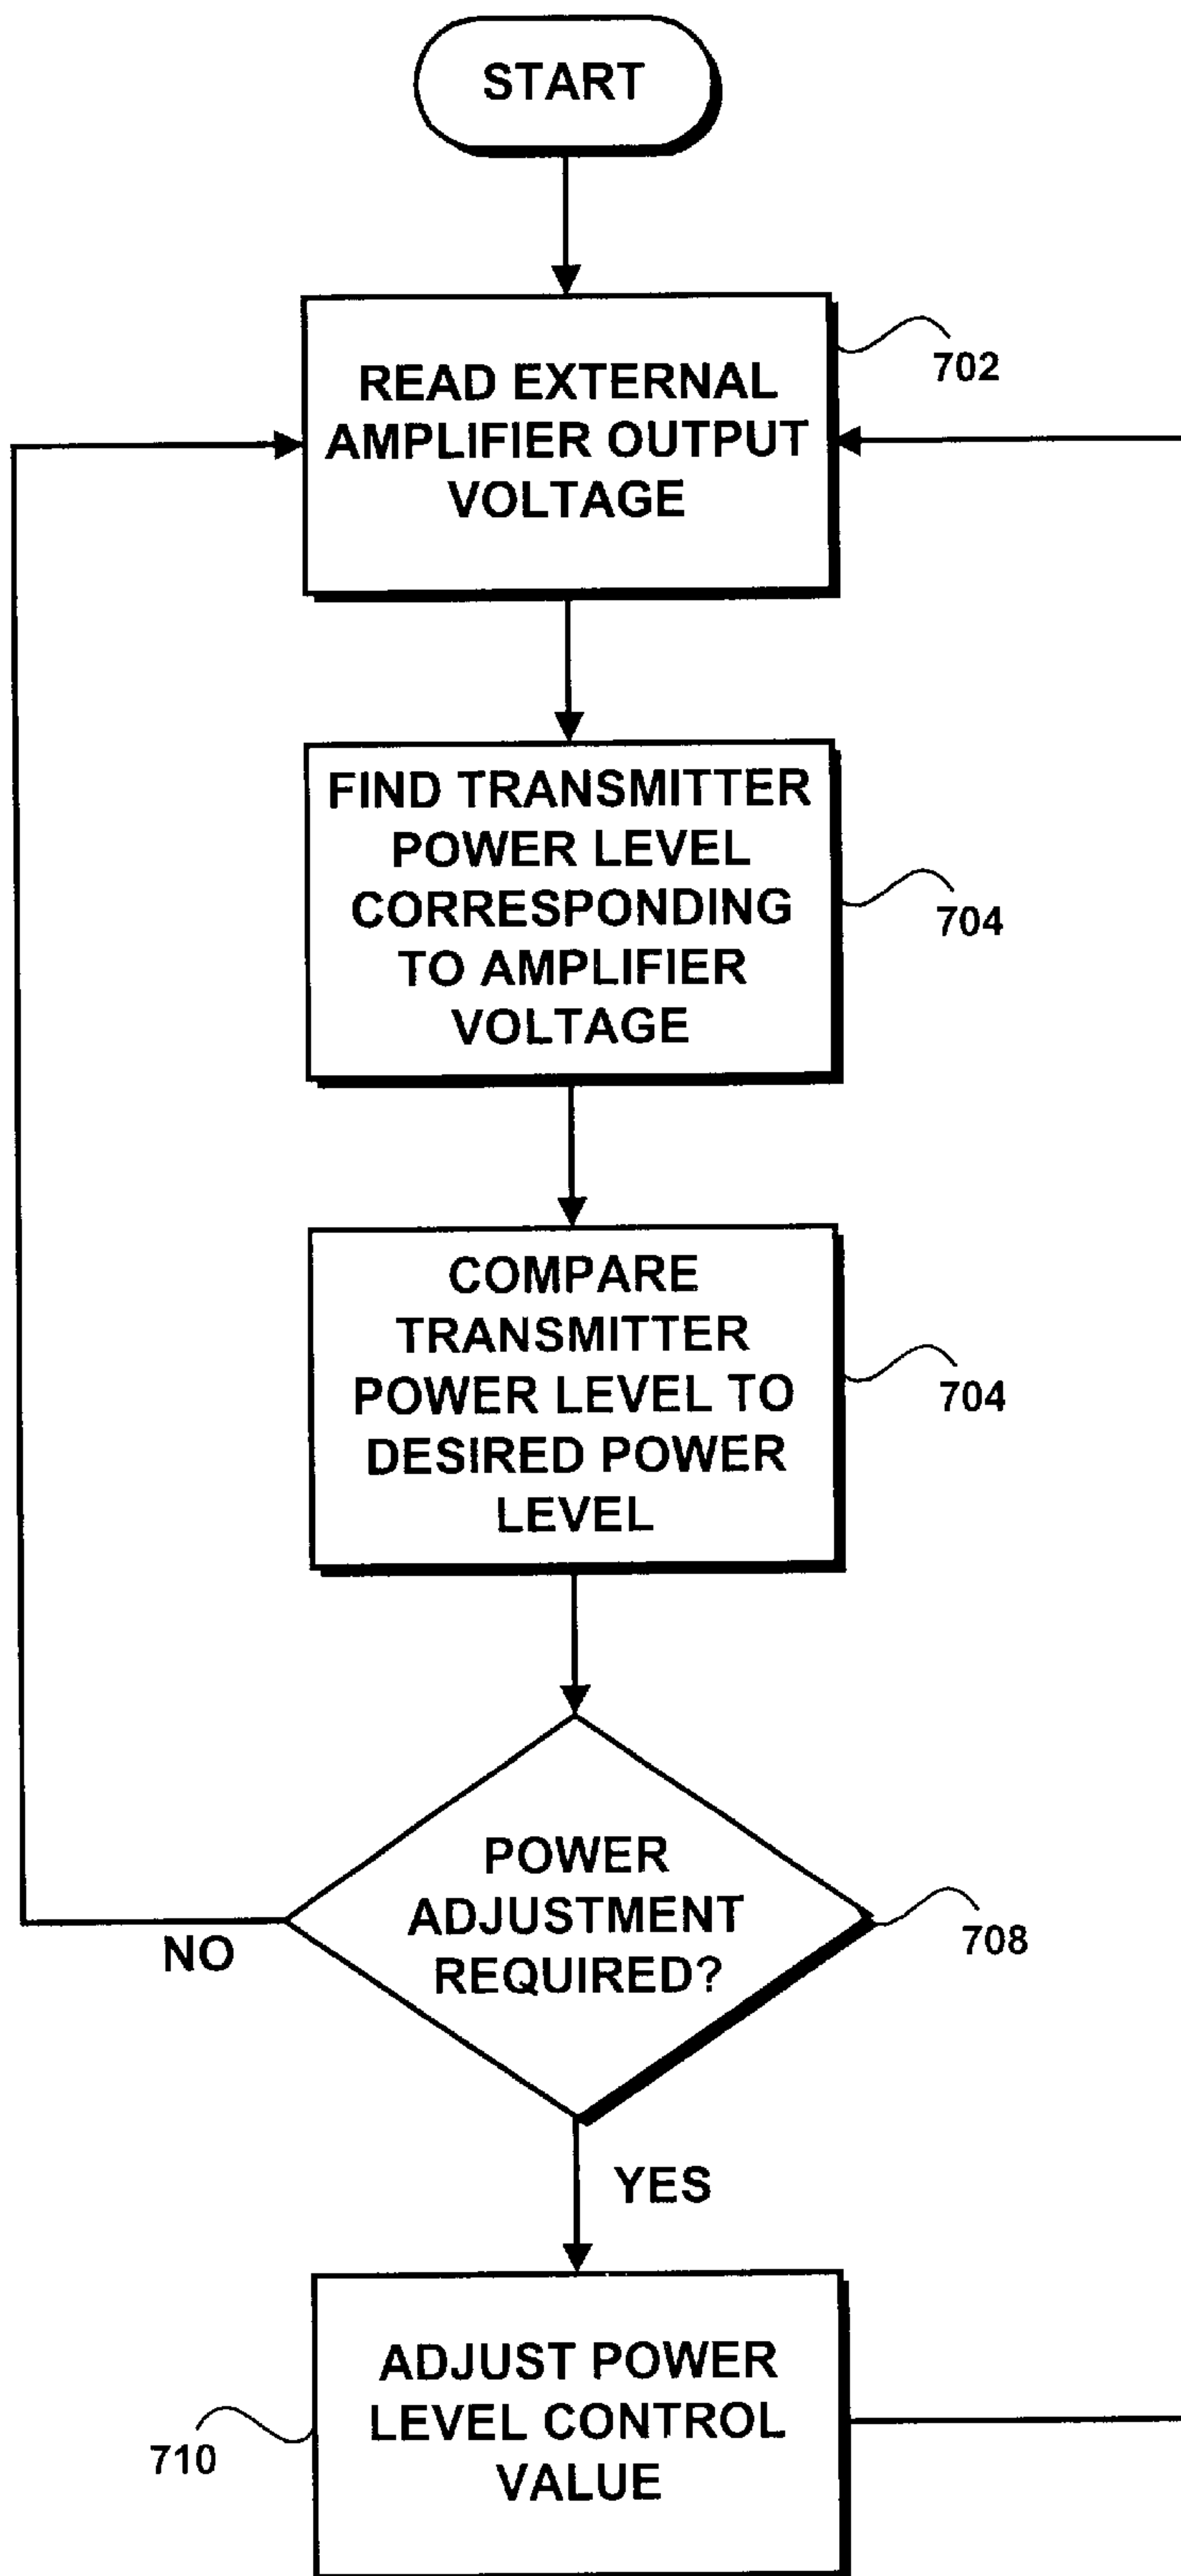 START
READ EXTERNAL
AMPLIFIER OUTPUT
VOLTAGE
702
FIND TRANSMITTER
POWER LEVEL
CORRESPONDING
TO AMPLIFIER
VOLTAGE
704
COMPARE
TRANSMITTER
POWER LEVEL TO
DESIRED POWER
LEVEL
704
POWER
ADJUSTMENT
REQUIRED?
708
NO
YES
ADJUST POWER
LEVEL CONTROL
VALUE
710